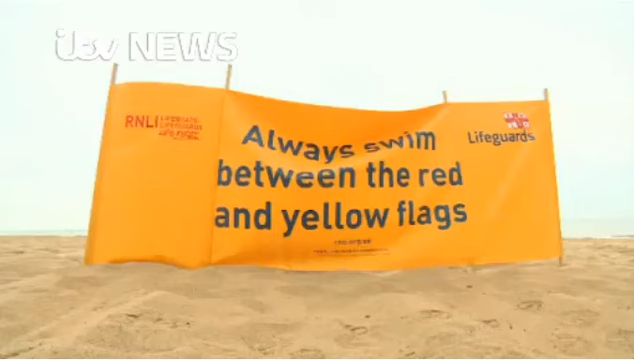 itv NEWS
RNLI
Lifeguards
Always swim
between the red
and yellow flags